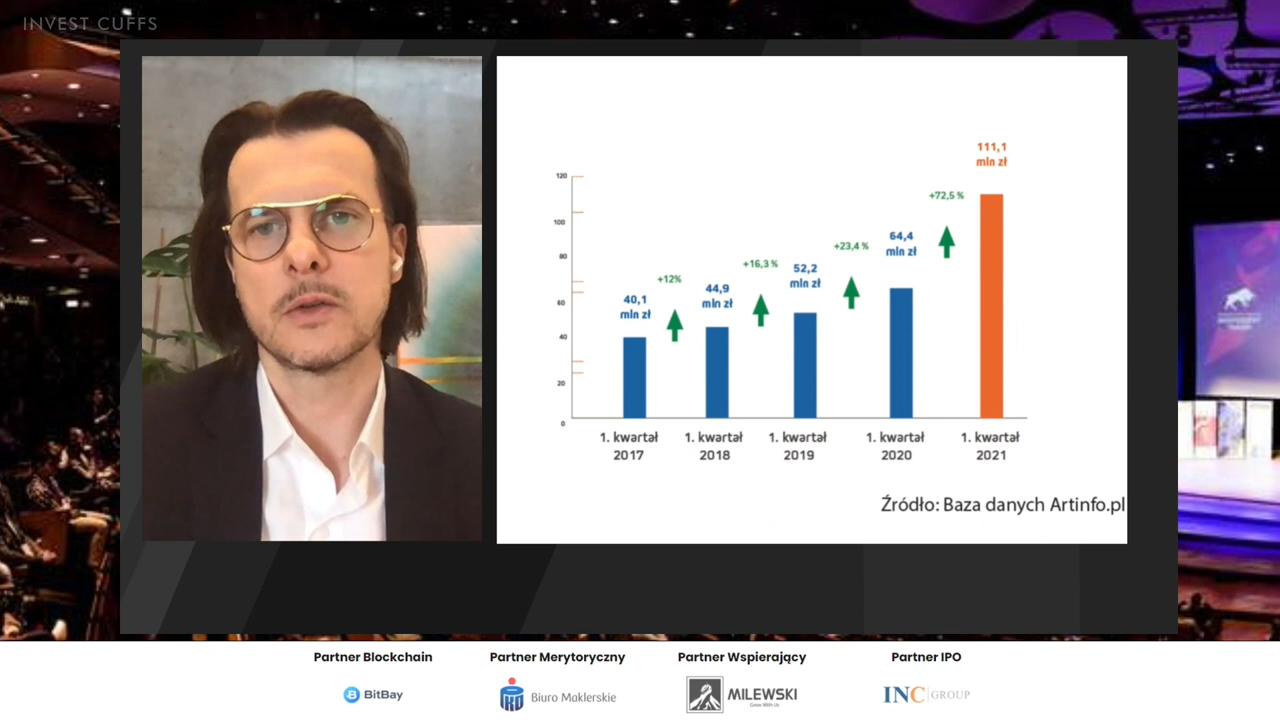 INVEST CUFFS
111,1
mln zł
120
+72,5 %
100
64,4
mln zł
+23,4 %
80
52,2
mln zł
+16,3 %
44,9
mln zł
+12%
40,1
mln zł
60
40
20
0
1. kwartał 2017
1. kwartał 2018
1. kwartał 2019
1. kwartał 2020
1. kwartał 2021
Źródło: Baza danych Artinfo.pl
Partner Blockchain
Partner Merytoryczny
Partner Wspierający
Partner IPO
BitBay
Biuro Maklerskie
MILEWSKI
Grow With Us
INC GROUP